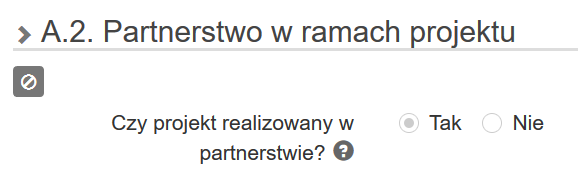 A.2. Partnerstwo w ramach projektu
Czy projekt realizowany w
partnerstwie? ?
Tak
Nie